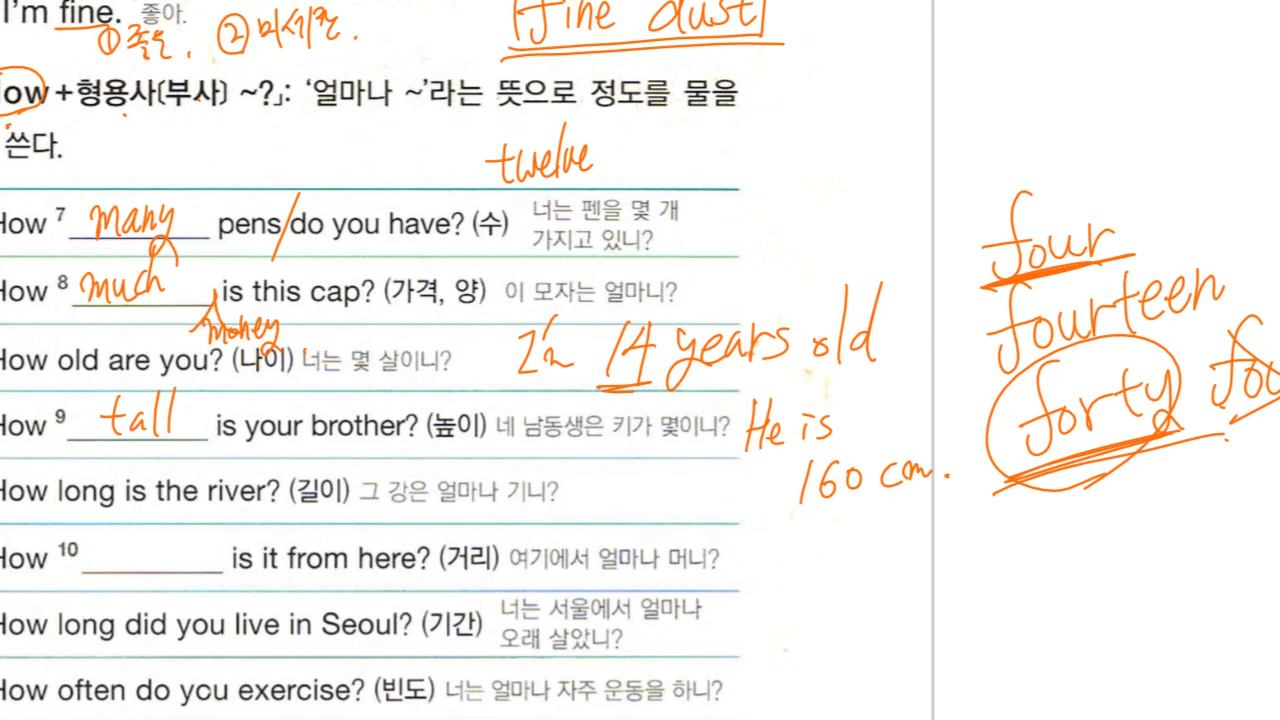 I'm fine. 좋아.
① 좋은. ② 미세한.
fine dust
ow + 형용사[부사] ~?」: '얼마나 ~'라는 뜻으로 정도를 물을
쓴다.
twelve
How 7 many pens / do you have? (수) 너는 펜을 몇 개
가지고 있니?
How 8 much is this cap? (가격, 양) 이 모자는 얼마니?
money
How old are you? (나이) 너는 몇 살이니?
I'm 14 years old
How 9 tall is your brother? (높이) 네 남동생은 키가 몇이니?
He is
160 cm.
How long is the river? (길이) 그 강은 얼마나 기니?
How 10 is it from here? (거리) 여기에서 얼마나 머니?
How long did you live in Seoul? (기간) 너는 서울에서 얼마나
오래 살았니?
How often do you exercise? (빈도) 너는 얼마나 자주 운동을 하니?
four
fourteen
forty